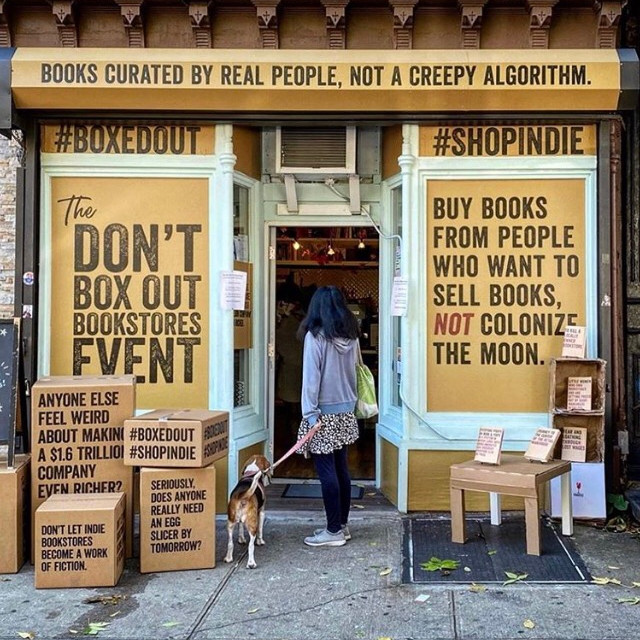 BOOKS CURATED BY REAL PEOPLE, NOT A CREEPY ALGORITHM.
#BOXEDOUT
#SHOPINDIE
The
DON'T
BOX OUT
BOOKSTORES
EVENT
BUY BOOKS
FROM PEOPLE
WHO WANT TO
SELL BOOKS,
NOT COLONIZE
THE MOON.
ANYONE ELSE
FEEL WEIRD
ABOUT MAKING
A $1.6 TRILLION
COMPANY
EVEN RICHER?
#BOXEDOUT
#SHOPINDIE
#BOXEDOUT
#SHOPINDIE
SERIOUSLY,
DOES ANYONE
REALLY NEED
AN EGG
SLICER BY
TOMORROW?
DON'T LET INDIE
BOOKSTORES
BECOME A WORK
OF FICTION.